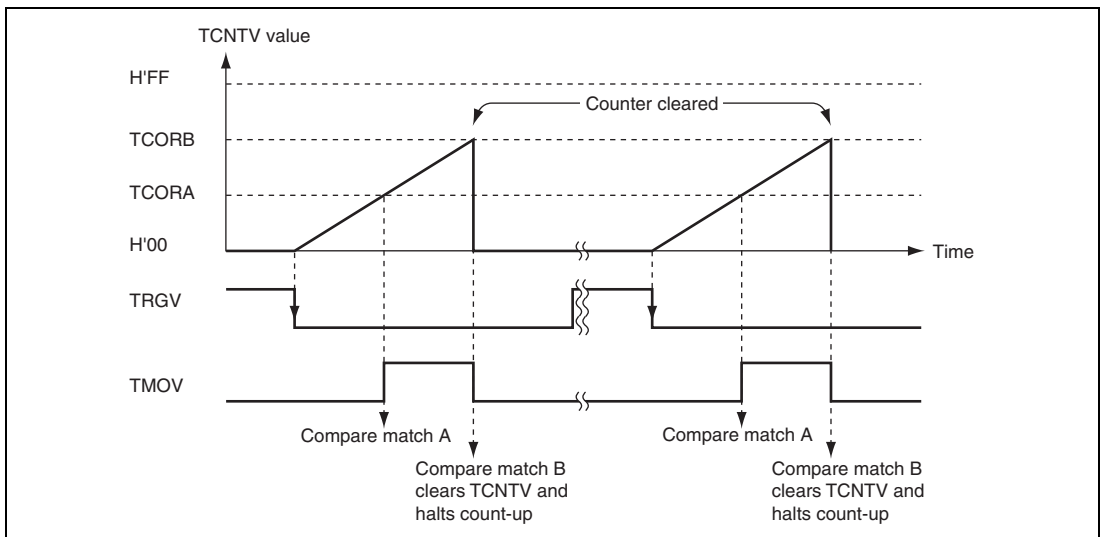 TCNTV value
H'FF
Counter cleared
TCORB
TCORA
H'00
Time
TRGV
TMOV
Compare match A
Compare match A
Compare match B
clears TCNTV and
halts count-up
Compare match B
clears TCNTV and
halts count-up